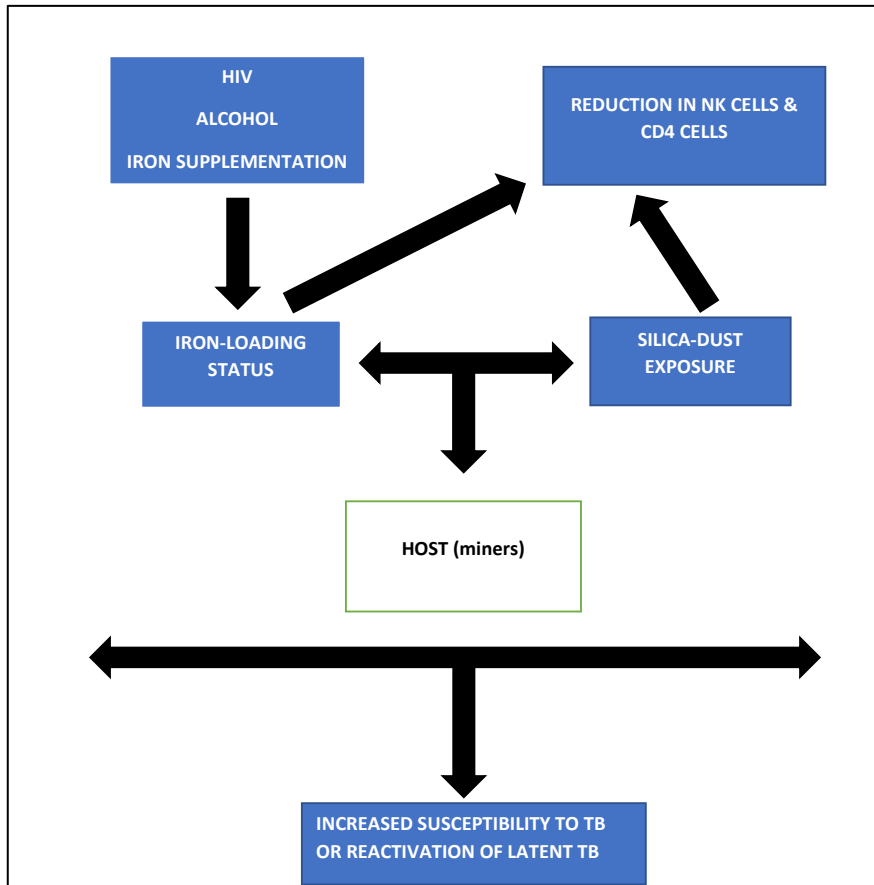 HIV
ALCOHOL
IRON SUPPLEMENTATION
REDUCTION IN NK CELLS &
CD4 CELLS
IRON-LOADING
STATUS
SILICA-DUST
EXPOSURE
HOST (miners)
INCREASED SUSCEPTIBILITY TO TB
OR REACTIVATION OF LATENT TB